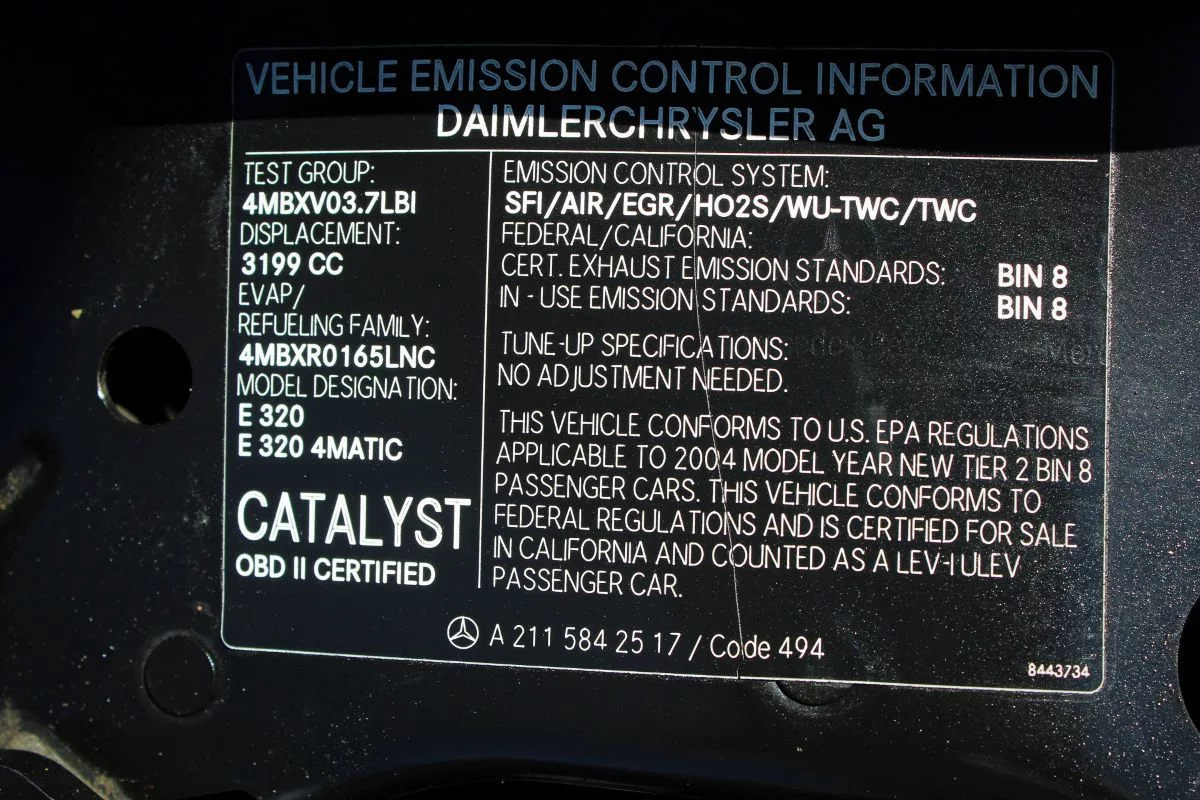 VEHICLE EMISSION CONTROL INFORMATION
DAIMLERCHRYSLER AG
TEST GROUP:
4MBXV03.7LBI
DISPLACEMENT:
3199 CC
EVAP/
REFUELING FAMILY:
4MBXR0165LNC
MODEL DESIGNATION:
E 320
E 320 4MATIC
CATALYST
OBD II CERTIFIED
EMISSION CONTROL SYSTEM:
SFI/AIR/EGR/HO2S/WU-TWC/TWC
FEDERAL/CALIFORNIA:
CERT. EXHAUST EMISSION STANDARDS: BIN 8
IN - USE EMISSION STANDARDS: BIN 8
TUNE-UP SPECIFICATIONS:
NO ADJUSTMENT NEEDED.
THIS VEHICLE CONFORMS TO U.S. EPA REGULATIONS
APPLICABLE TO 2004 MODEL YEAR NEW TIER 2 BIN 8
PASSENGER CARS. THIS VEHICLE CONFORMS TO
FEDERAL REGULATIONS AND IS CERTIFIED FOR SALE
IN CALIFORNIA AND COUNTED AS A LEV-I ULEV
PASSENGER CAR.
A 211 584 25 17 / Code 494
8443734